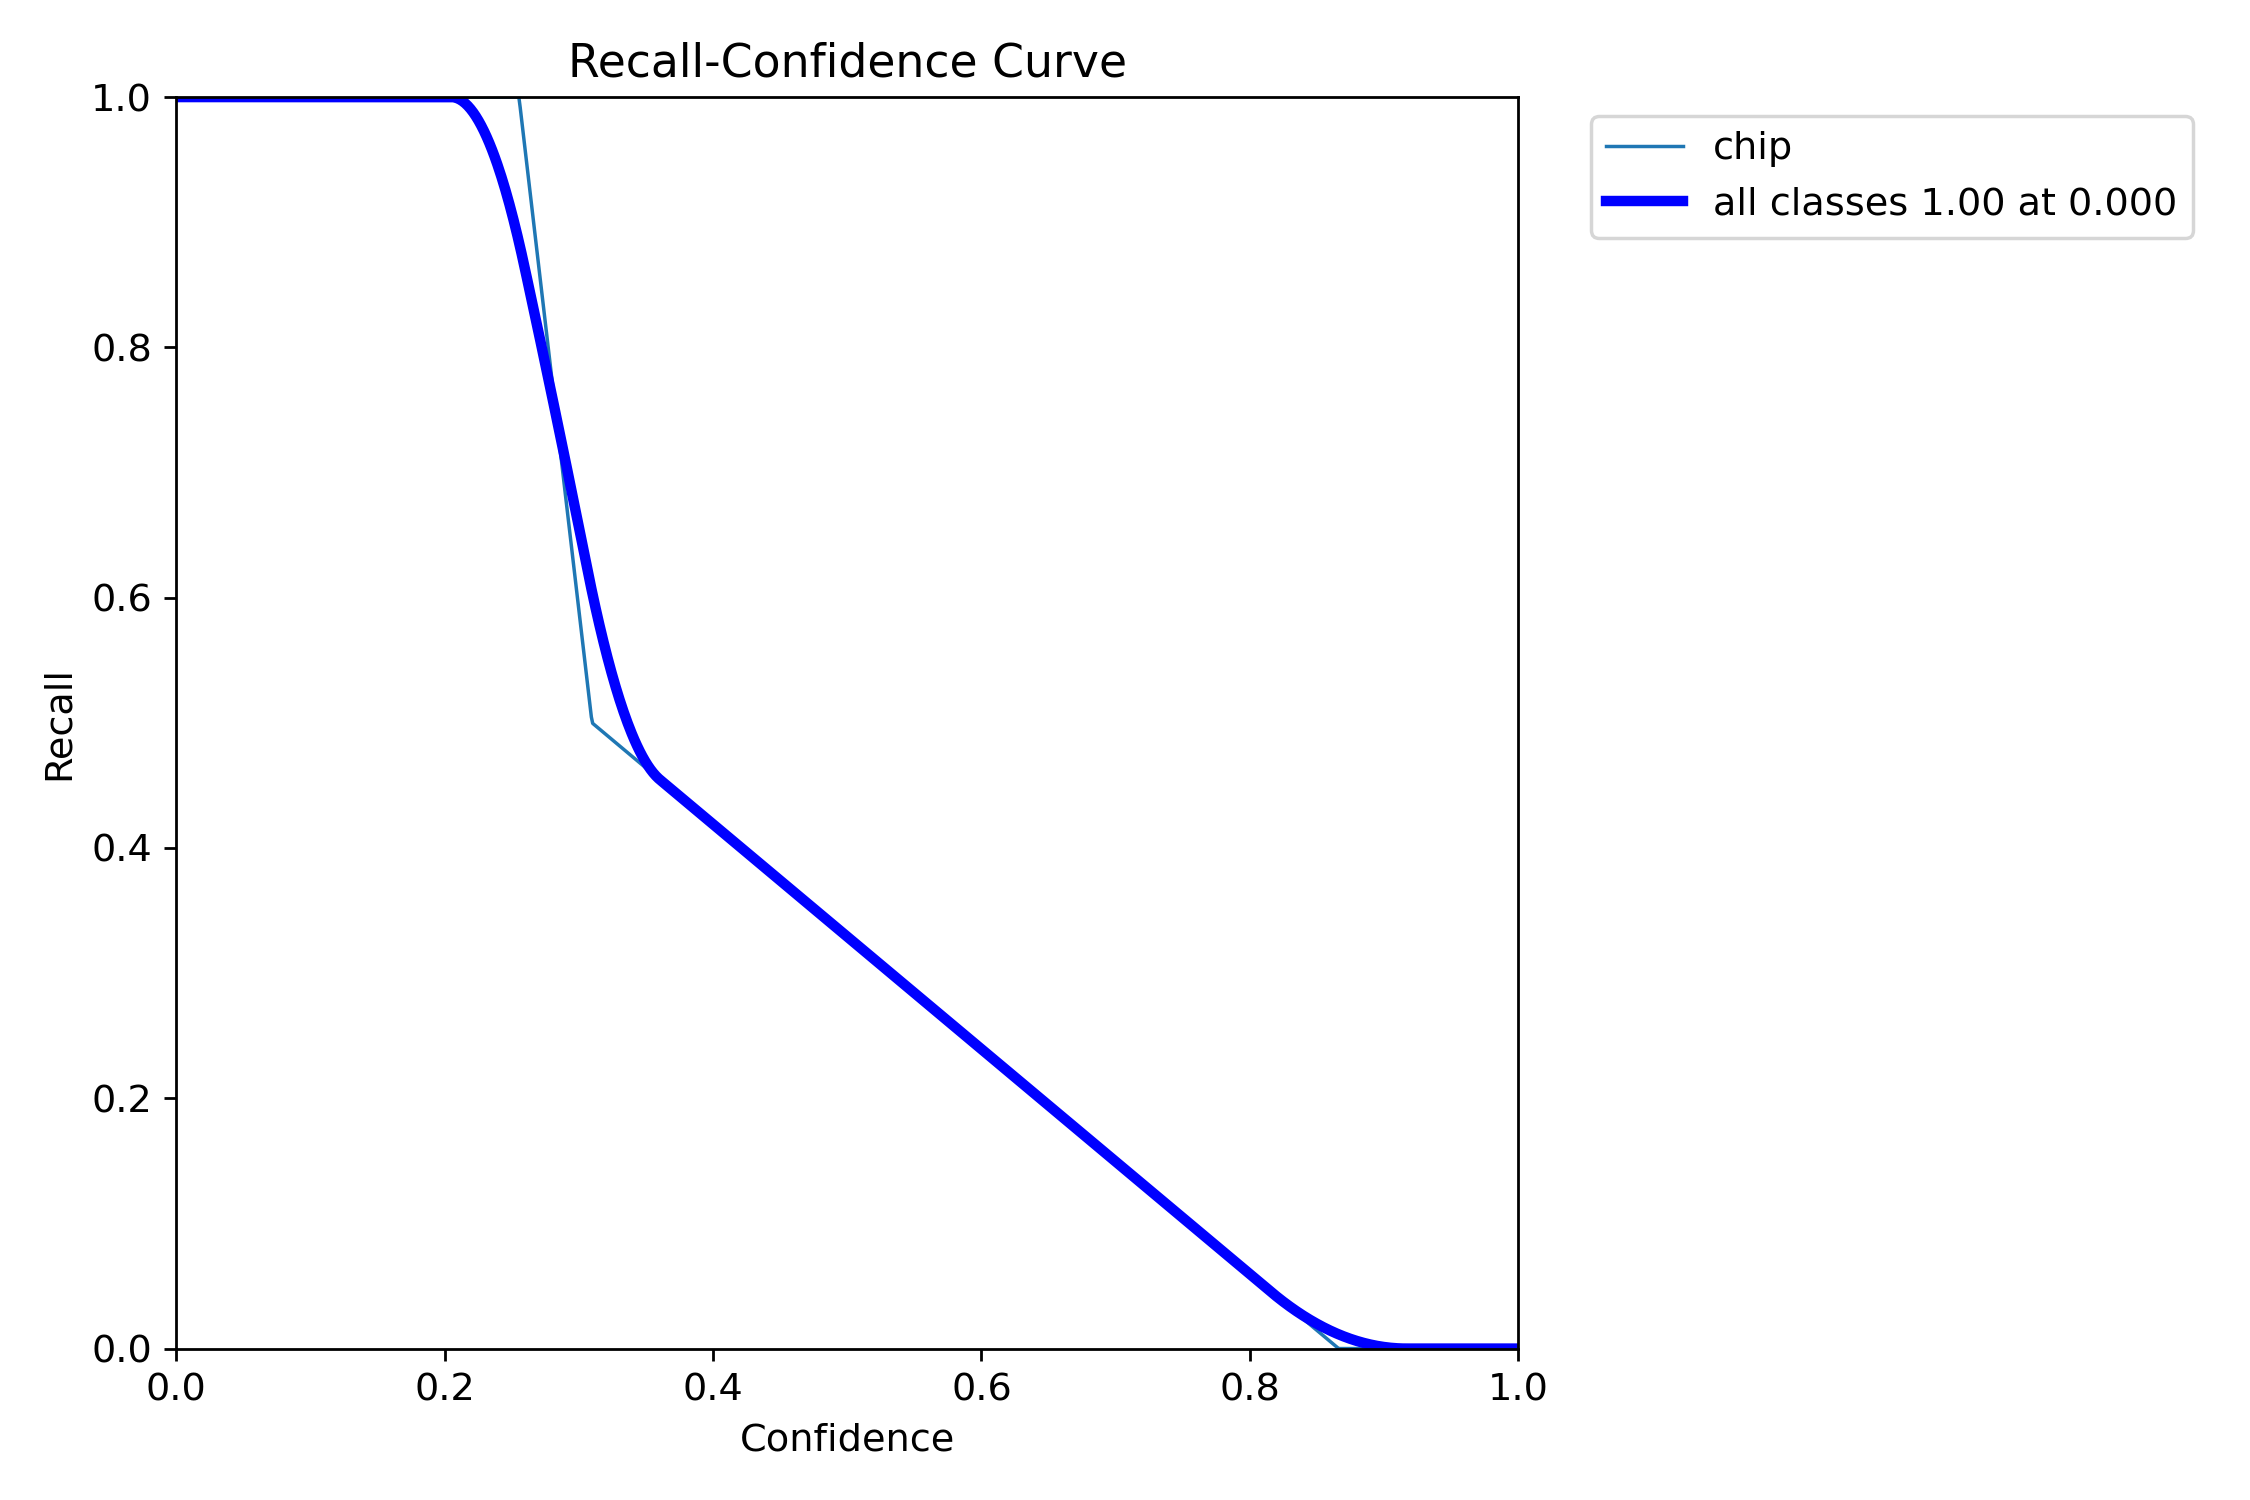 Recall-Confidence Curve
1.0
0.8
0.6
0.4
0.2
0.0
Recall
0.0 0.2 0.4 0.6 0.8 1.0
Confidence
chip
all classes 1.00 at 0.000